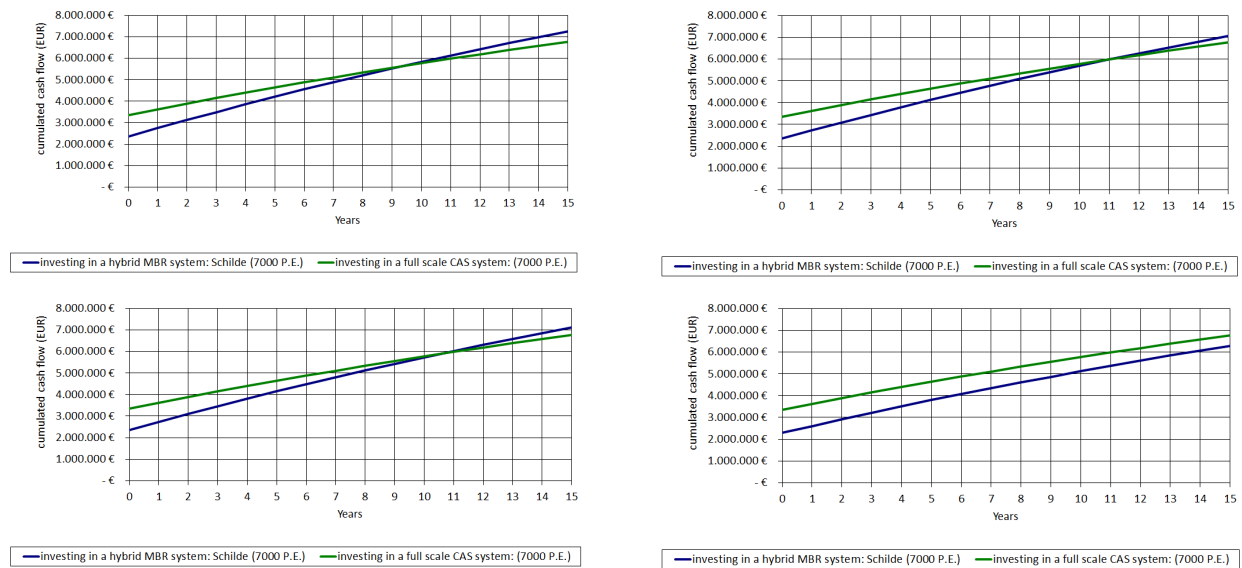 8.000.000 €
7.000.000 €
6.000.000 €
5.000.000 €
4.000.000 €
3.000.000 €
2.000.000 €
1.000.000 €
- €
cumulated cash flow (EUR)
0 1 2 3 4 5 6 7 8 9 10 11 12 13 14 15
Years
investing in a hybrid MBR system: Schilde (7000 P.E.) investing in a full scale CAS system: (7000 P.E.)
8.000.000 €
7.000.000 €
6.000.000 €
5.000.000 €
4.000.000 €
3.000.000 €
2.000.000 €
1.000.000 €
- €
cumulated cash flow (EUR)
0 1 2 3 4 5 6 7 8 9 10 11 12 13 14 15
Years
investing in a hybrid MBR system: Schilde (7000 P.E.) investing in a full scale CAS system: (7000 P.E.)
8.000.000 €
7.000.000 €
6.000.000 €
5.000.000 €
4.000.000 €
3.000.000 €
2.000.000 €
1.000.000 €
- €
cumulated cash flow (EUR)
0 1 2 3 4 5 6 7 8 9 10 11 12 13 14 15
Years
investing in a hybrid MBR system: Schilde (7000 P.E.) investing in a full scale CAS system: (7000 P.E.)
8.000.000 €
7.000.000 €
6.000.000 €
5.000.000 €
4.000.000 €
3.000.000 €
2.000.000 €
1.000.000 €
- €
cumulated cash flow (EUR)
0 1 2 3 4 5 6 7 8 9 10 11 12 13 14 15
Years
investing in a hybrid MBR system: Schilde (7000 P.E.) investing in a full scale CAS system: (7000 P.E.)